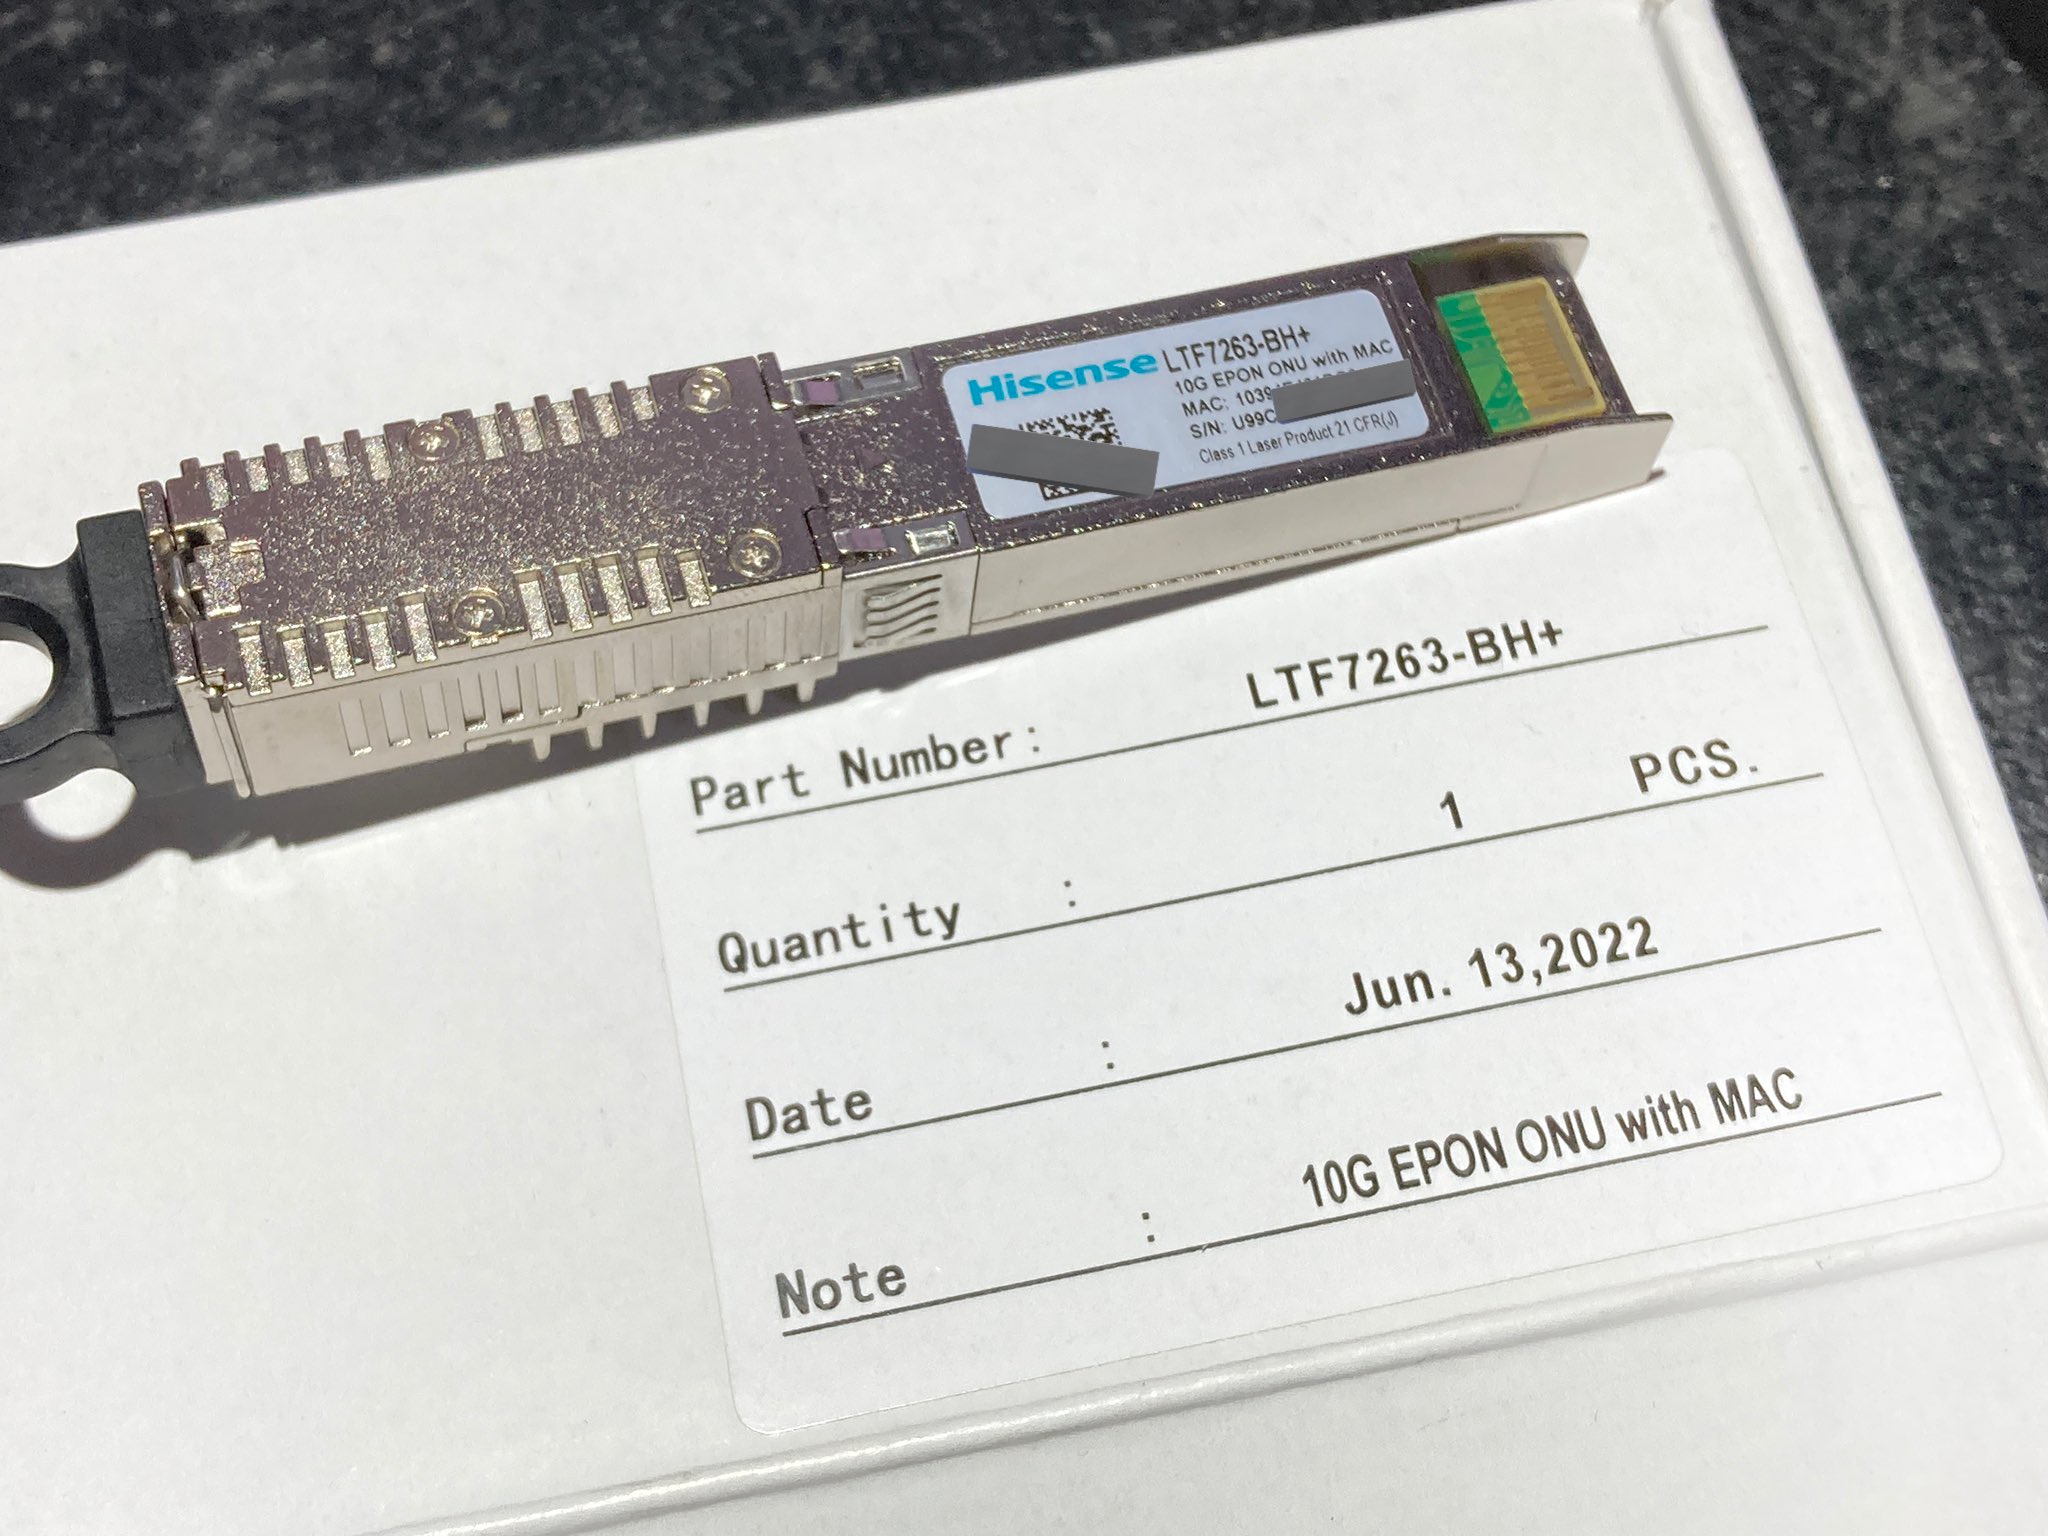 Hisense LTF7263-BH+
10G EPON ONU with MAC
MAC: 1039
S/N: U99C
Class 1 Laser Product 21 CFR(J)
Part Number: LTF7263-BH+
Quantity : 1 PCS.
Date : Jun. 13,2022
Note : 10G EPON ONU with MAC